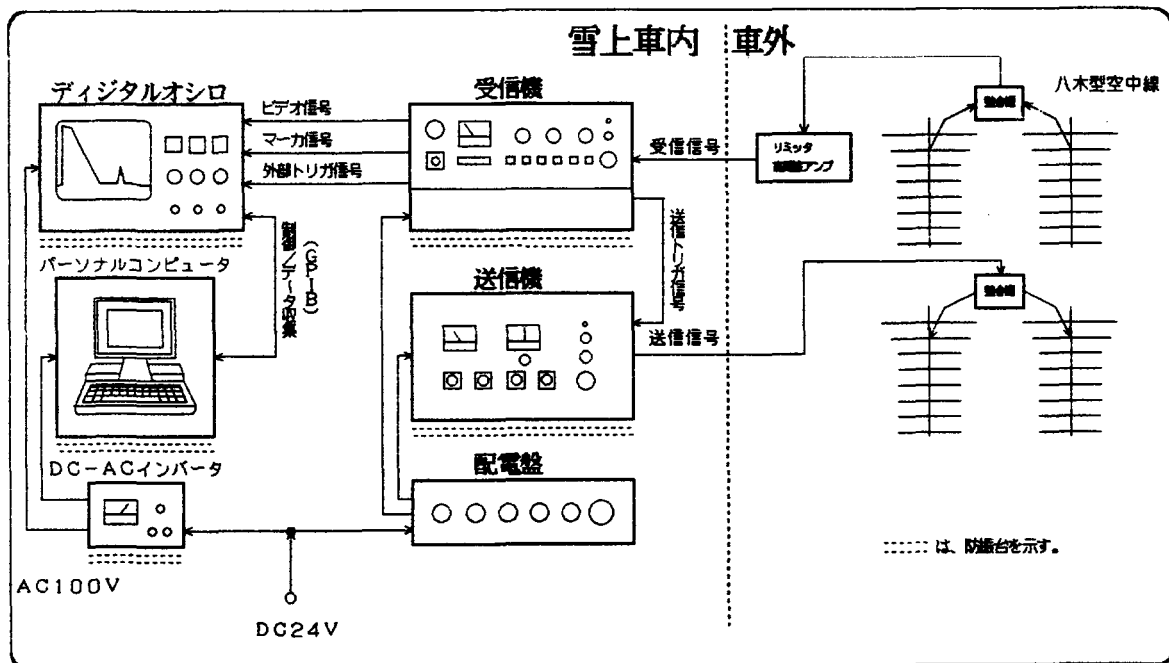 雪上車内
車外
ディジタルオシロ
ビデオ信号
マーカ信号
外部トリガ信号
受信機
受信信号
リミッタ
アンプ
八木型空中線
送信トリガ信号
制御/データ収集
(GPIB)
パーソナルコンピュータ
送信機
送信信号
DC-ACインバータ
配電盤
は、防振台を示す。
AC100V
DC24V